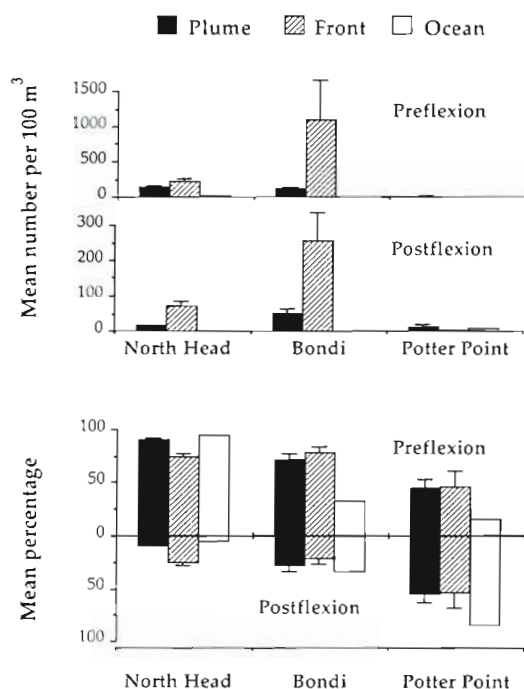 Plume Front Ocean
Mean number per 100 m³
1500
1000
500
0
Preflexion
300
200
100
0
Postflexion
North Head Bondi Potter Point
Mean percentage
100
50
0
50
100
Preflexion
Postflexion
North Head Bondi Potter Point